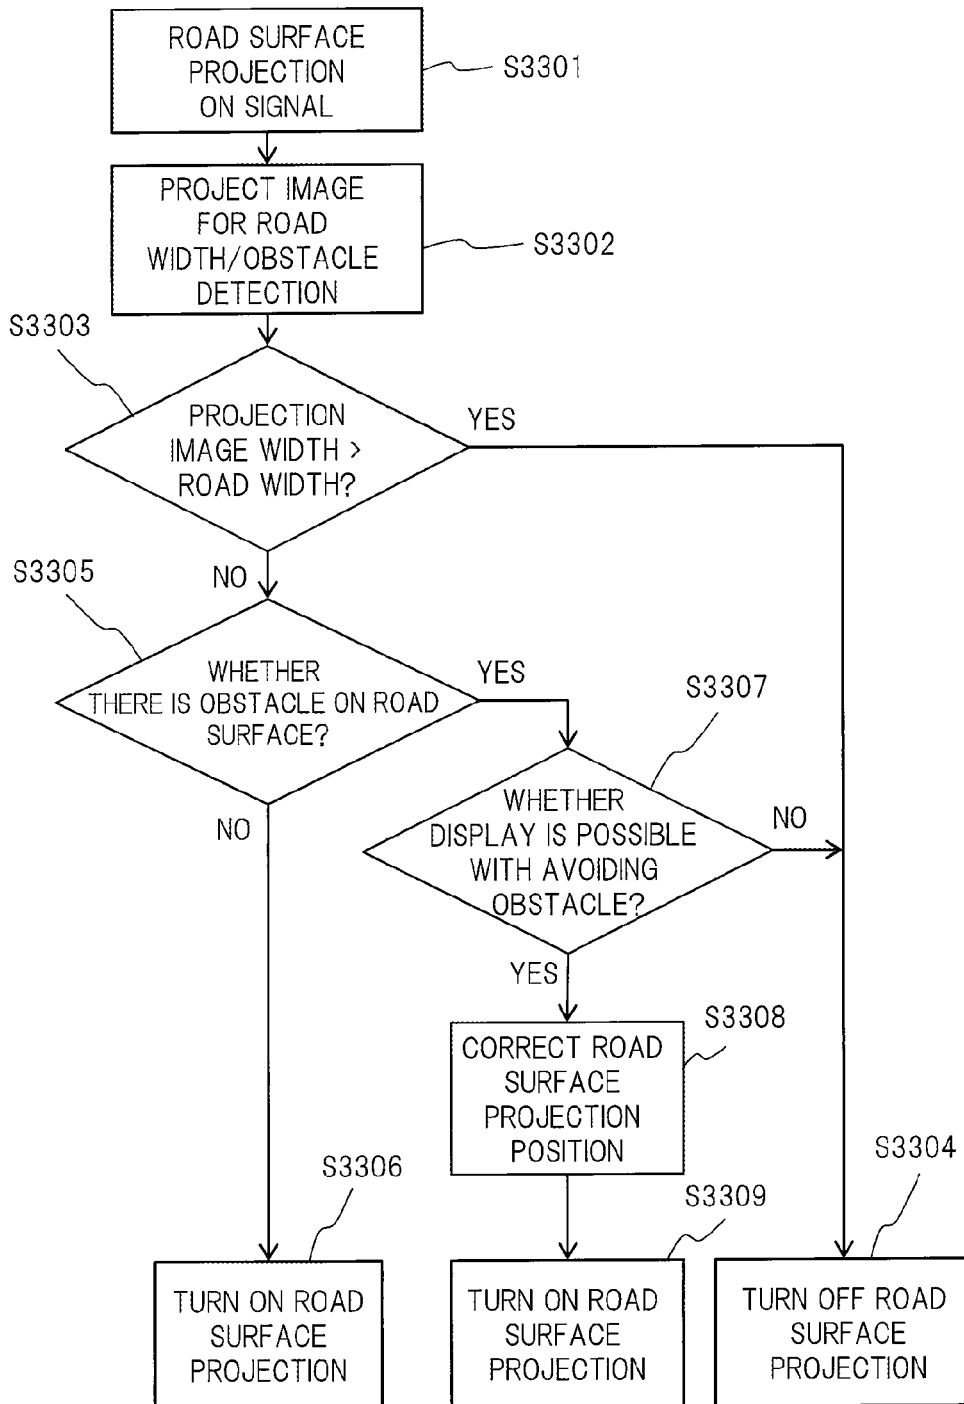 ROAD SURFACE
PROJECTION
ON SIGNAL
S3301
PROJECT IMAGE
FOR ROAD
WIDTH/OBSTACLE
DETECTION
S3302
S3303
PROJECTION
IMAGE WIDTH >
ROAD WIDTH?
YES
NO
S3305
WHETHER
THERE IS OBSTACLE ON ROAD
SURFACE?
YES
NO
S3307
WHETHER
DISPLAY IS POSSIBLE
WITH AVOIDING
OBSTACLE?
NO
YES
S3308
CORRECT ROAD
SURFACE
PROJECTION
POSITION
S3306
TURN ON ROAD
SURFACE
PROJECTION
S3309
TURN ON ROAD
SURFACE
PROJECTION
S3304
TURN OFF ROAD
SURFACE
PROJECTION